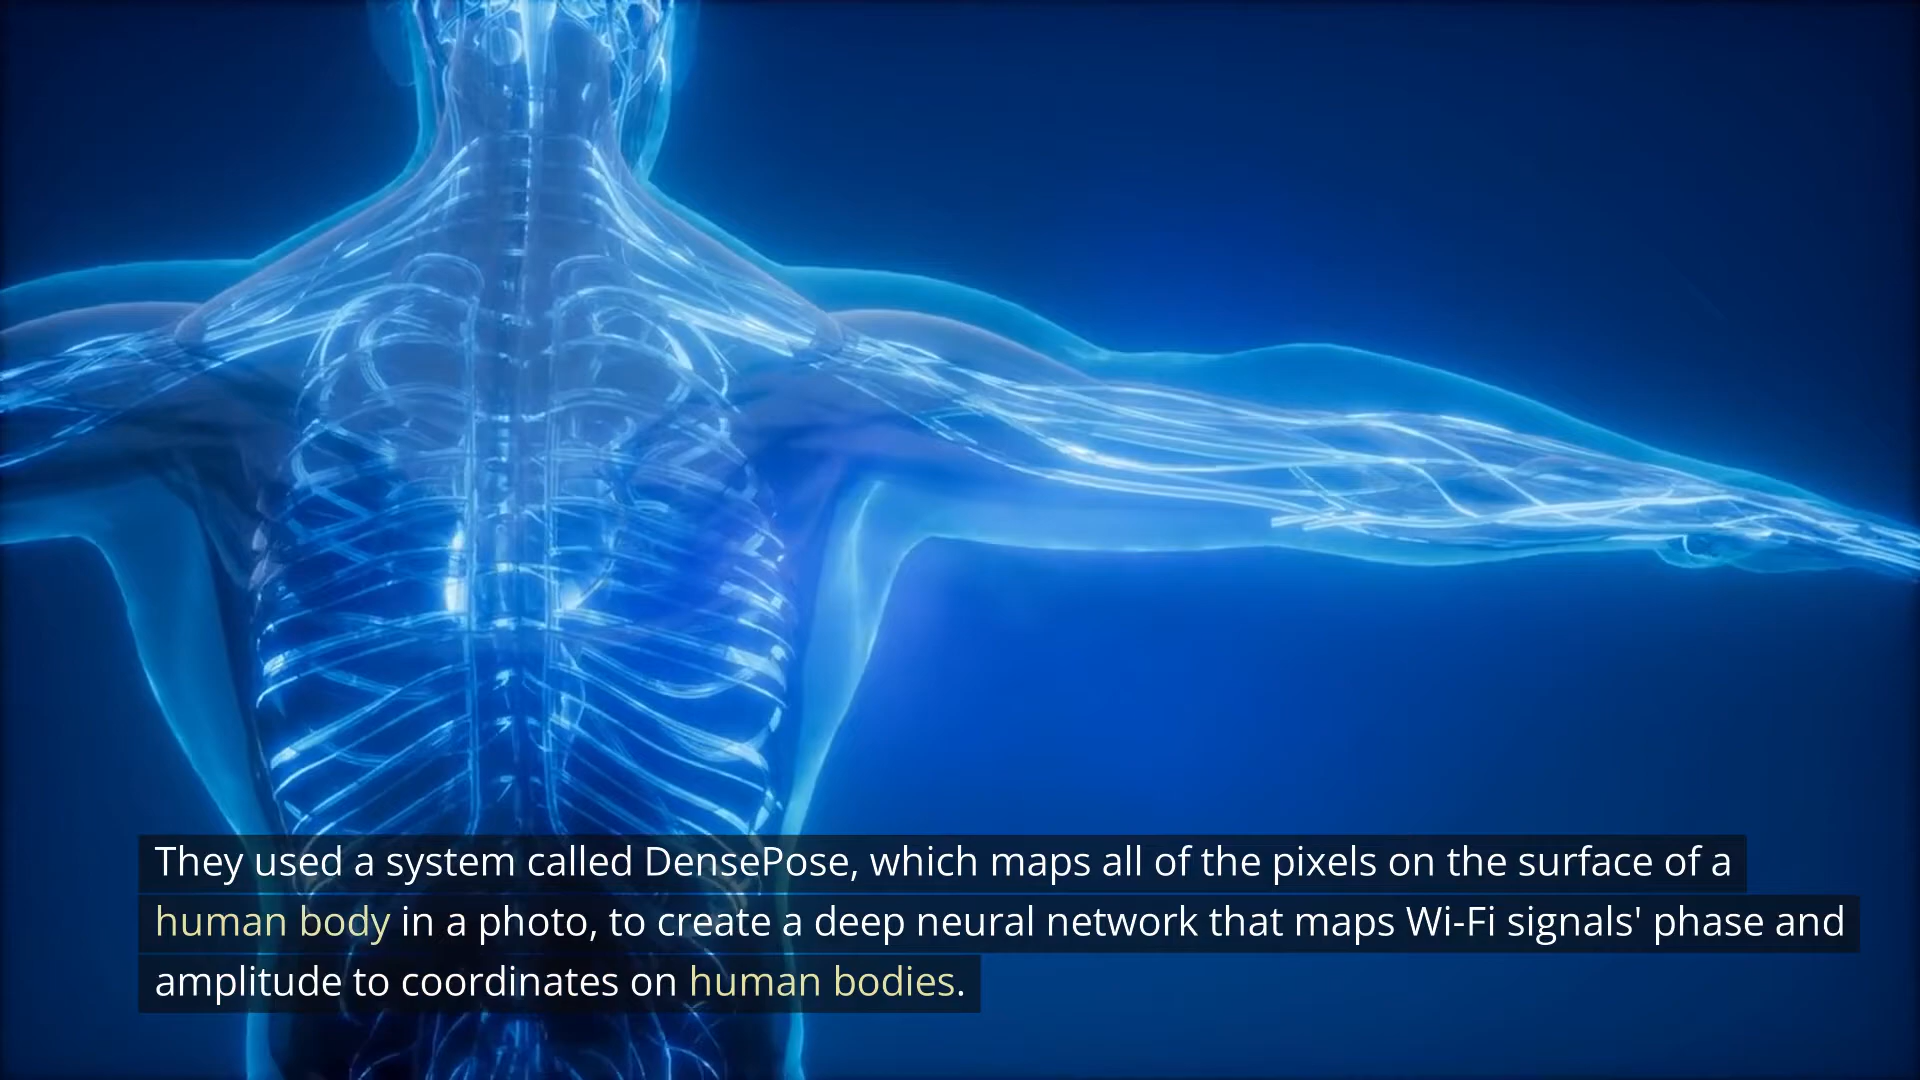 They used a system called DensePose, which maps all of the pixels on the surface of a
human body in a photo, to create a deep neural network that maps Wi-Fi signals' phase and
amplitude to coordinates on human bodies.